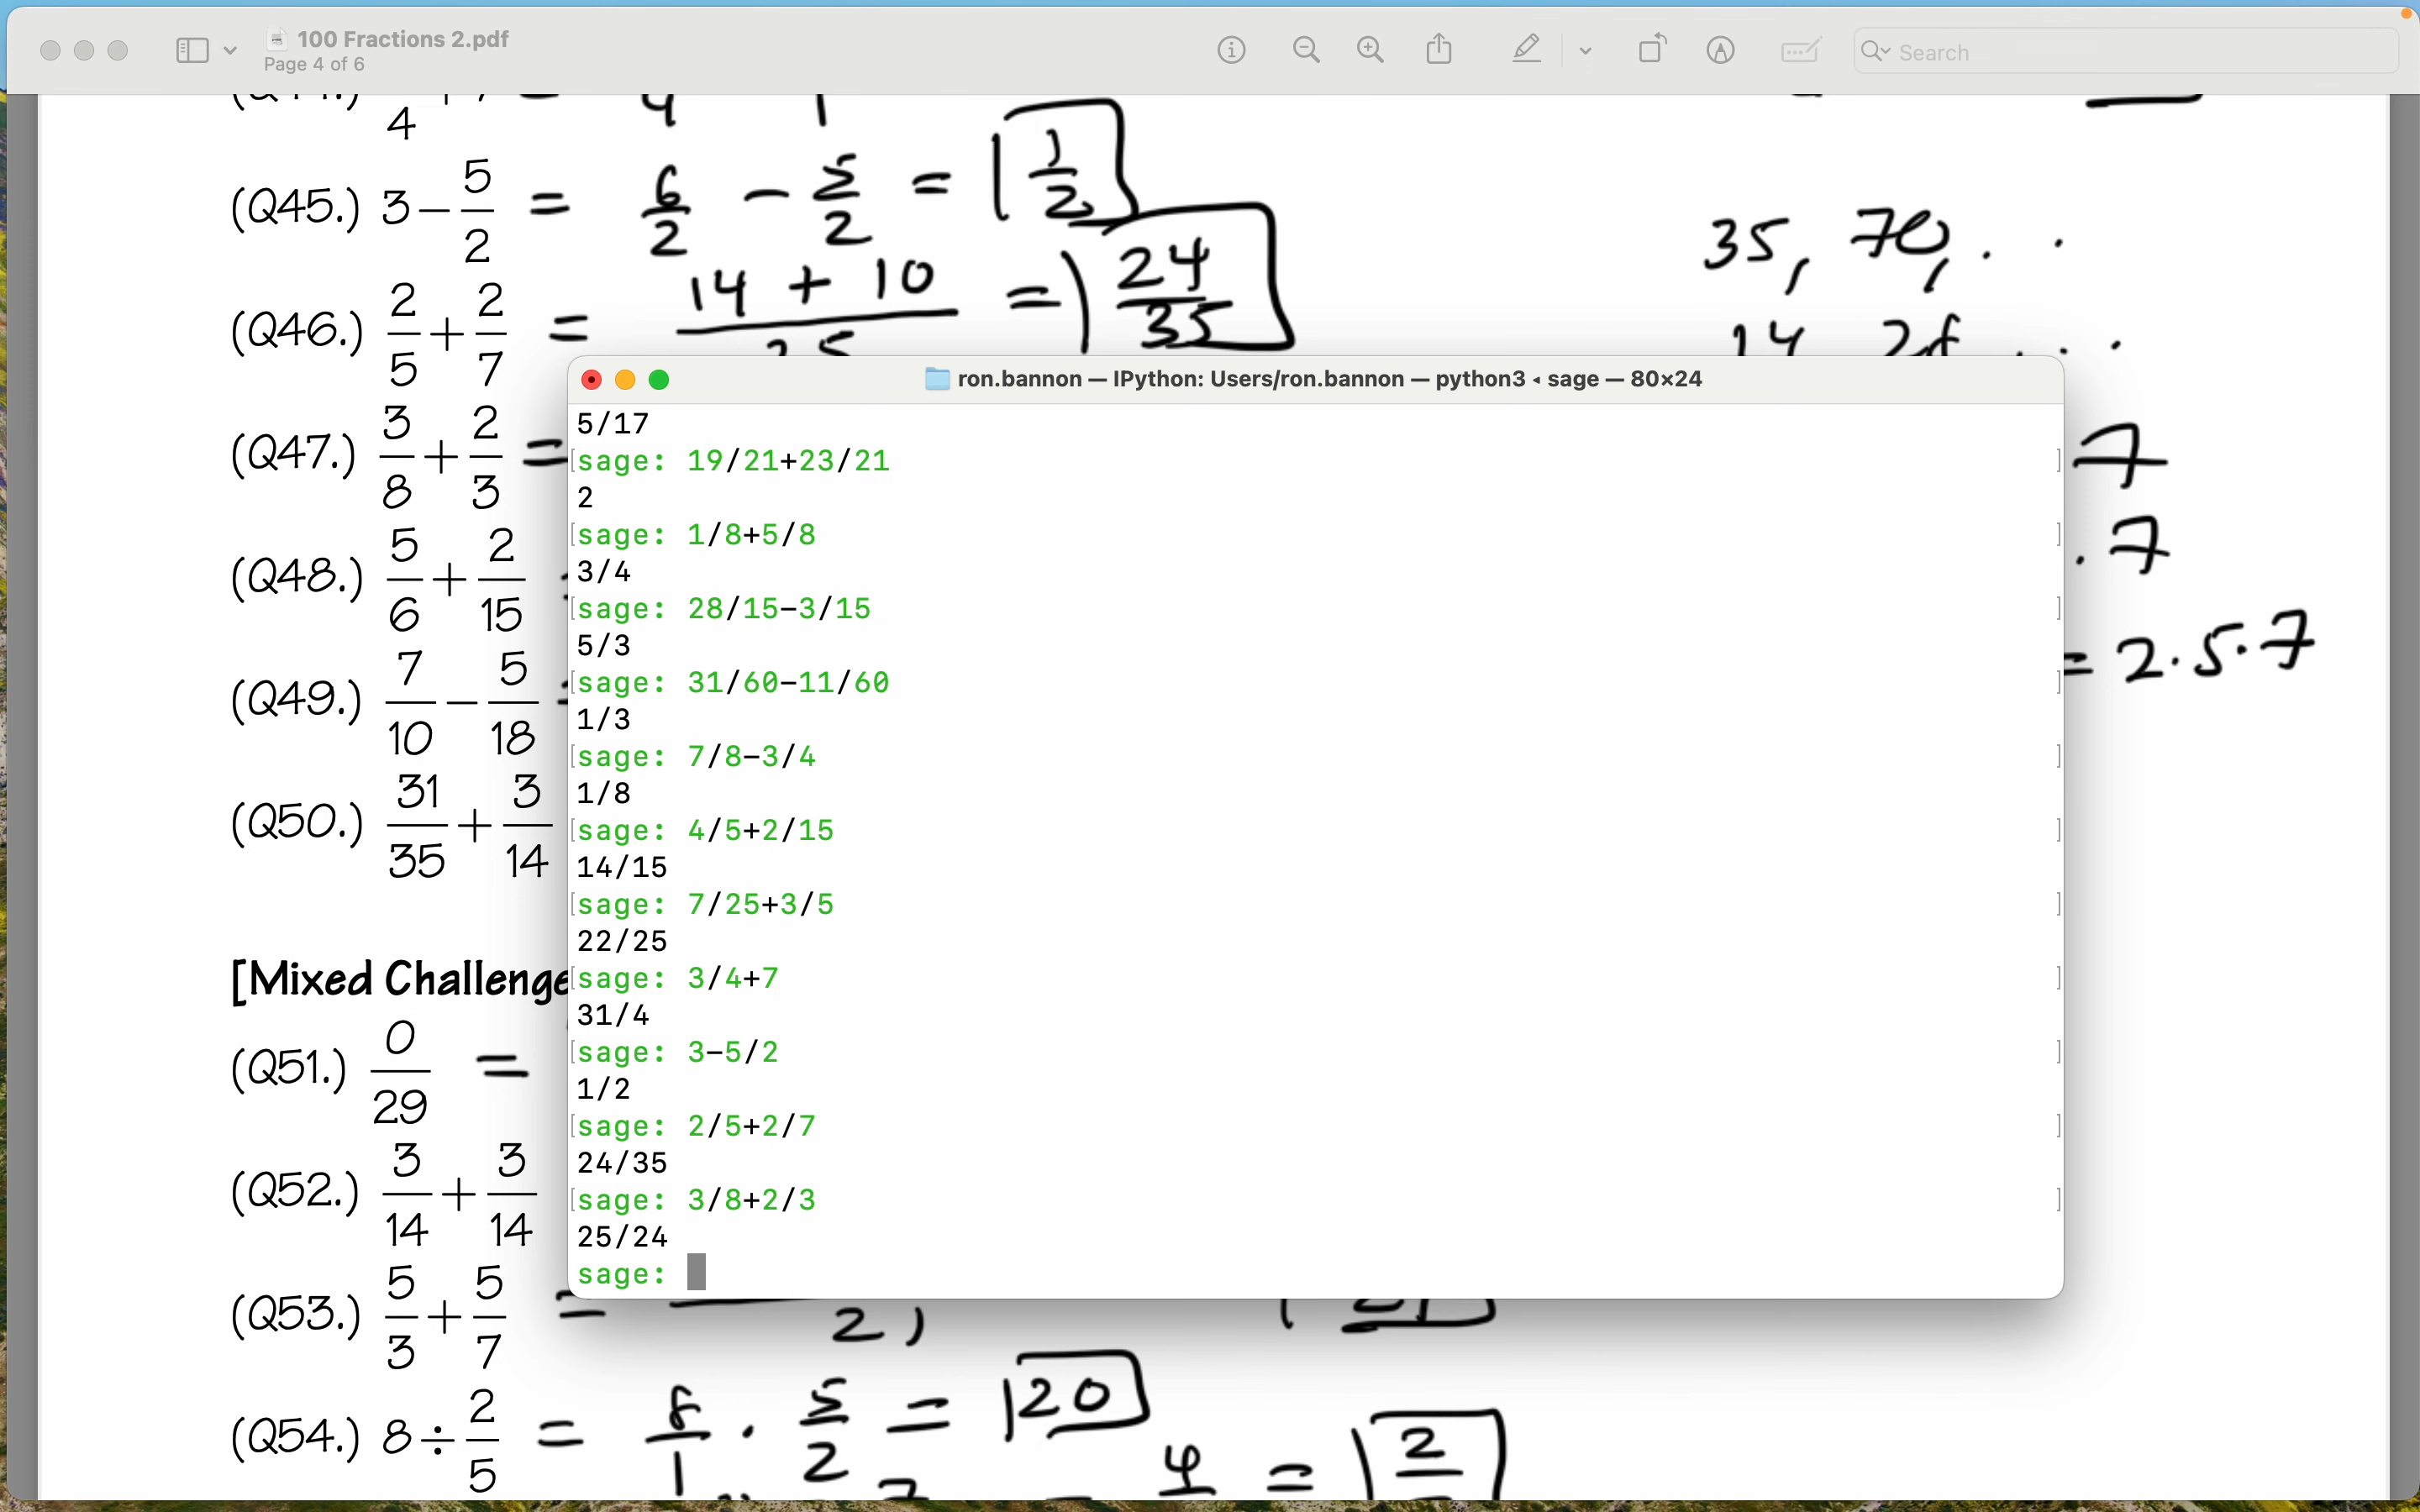 100 Fractions 2.pdf
Page 4 of 6
Search
4
(Q45.) 3 - 5/2 = 6/2 - 5/2 = 1/2
(Q46.) 2/5 + 2/7 = 14 + 10 = 24/35
35, 70, . .
(Q47.) 3/8 + 2/3 =
7
(Q48.) 5/6 + 2/15
. 7
(Q49.) 7/10 - 5/18
= 2·5·7
(Q50.) 31/35 + 3/14
[Mixed Challenge
(Q51.) 0/29 =
(Q52.) 3/14 + 3/14
(Q53.) 5/3 + 5/7 =
(Q54.) 8 ÷ 2/5 = 8/1 · 5/2 = 20
= 2
ron.bannon — IPython: Users/ron.bannon — python3 ◂ sage — 80×24
5/17
sage: 19/21+23/21
2
sage: 1/8+5/8
3/4
sage: 28/15-3/15
5/3
sage: 31/60-11/60
1/3
sage: 7/8-3/4
1/8
sage: 4/5+2/15
14/15
sage: 7/25+3/5
22/25
sage: 3/4+7
31/4
sage: 3-5/2
1/2
sage: 2/5+2/7
24/35
sage: 3/8+2/3
25/24
sage: